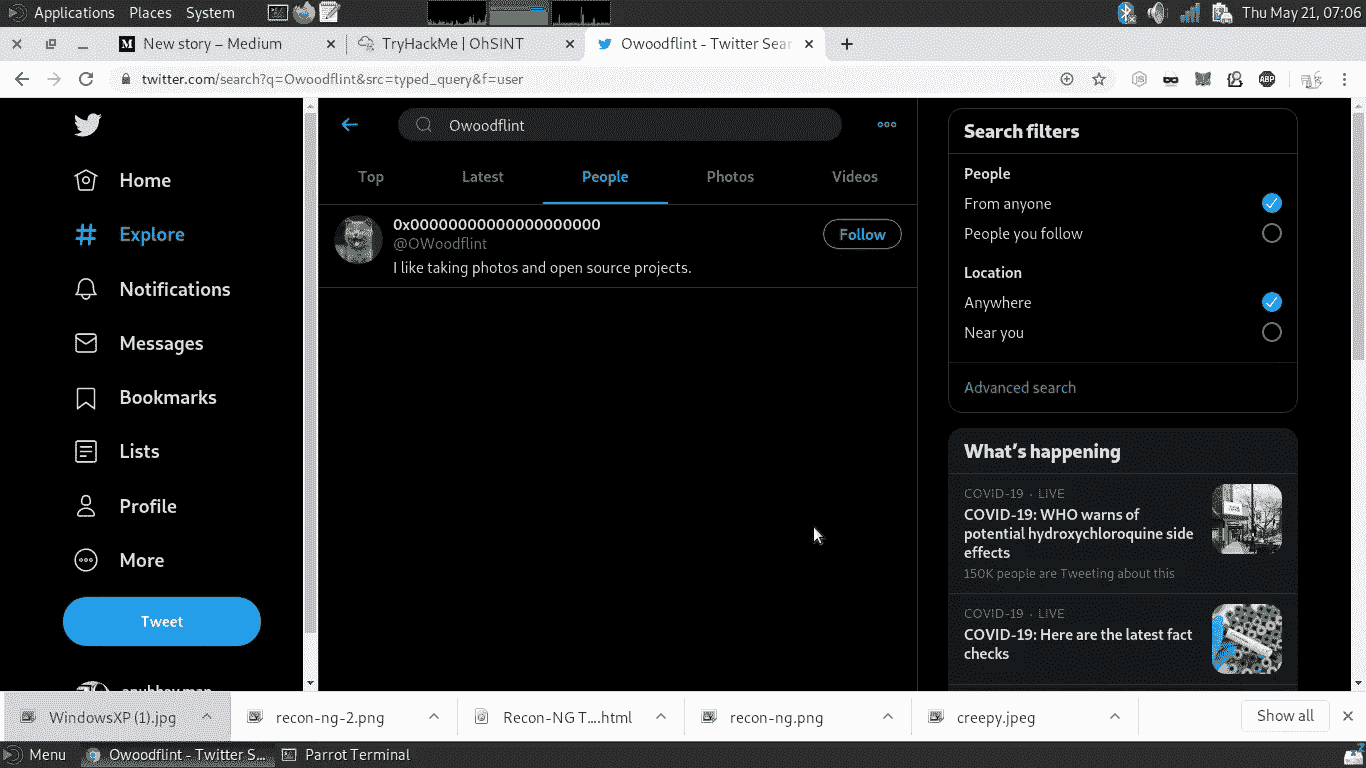 Applications Places System Thu May 21, 07:06
New story – Medium TryHackMe | OhSINT Owoodflint - Twitter Sear
twitter.com/search?q=Owoodflint&src=typed_query&f=user
Owoodflint
Top Latest People Photos Videos
Home
Explore
Notifications
Messages
Bookmarks
Lists
Profile
More
Tweet
0x00000000000000000000
@OWoodflint
Follow
I like taking photos and open source projects.
Search filters
People
From anyone
People you follow
Location
Anywhere
Near you
Advanced search
What's happening
COVID-19 · LIVE
COVID-19: WHO warns of
potential hydroxychloroquine side
effects
150K people are Tweeting about this
COVID-19 · LIVE
COVID-19: Here are the latest fact
checks
WindowsXP (1).jpg recon-ng-2.png Recon-NG T....html recon-ng.png creepy.jpeg Show all
Menu Owoodflint - Twitter S... Parrot Terminal